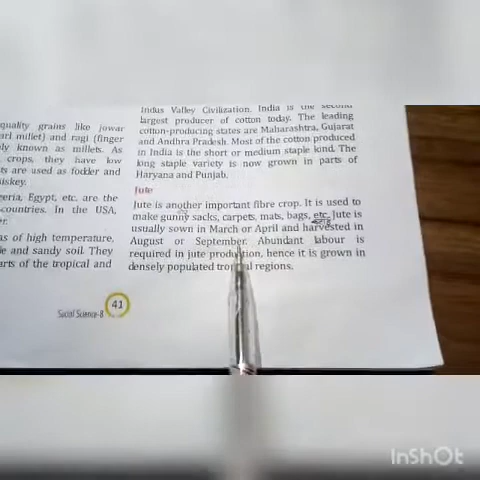 quality grains like jowar
arl millet) and ragi (finger
ly known as millets. As
crops, they have low
ts are used as fodder and
iskey.
geria, Egypt, etc. are the
countries. In the USA,
er.
as of high temperature,
le and sandy soil. They
arts of the tropical and
Social Science-8
41
Indus Valley Civilization. India is the second
largest producer of cotton today. The leading
cotton-producing states are Maharashtra, Gujarat
and Andhra Pradesh. Most of the cotton produced
in India is the short or medium staple kind. The
long staple variety is now grown in parts of
Haryana and Punjab.
Jute
Jute is another important fibre crop. It is used to
make gunny sacks, carpets, mats, bags, etc. Jute is
usually sown in March or April and harvested in
August or September. Abundant labour is
required in jute production, hence it is grown in
densely populated tropical regions.
InShOt